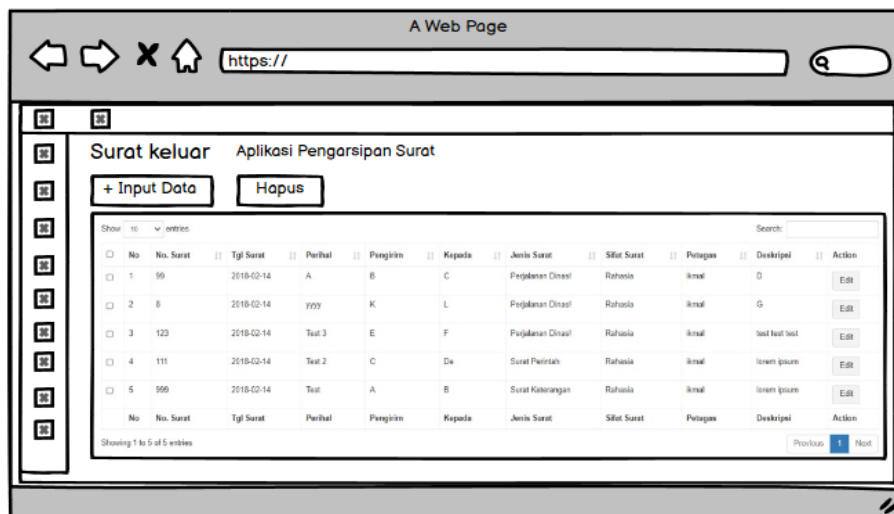 A Web Page
https://
Surat keluar Aplikasi Pengarsipan Surat
+ Input Data Hapus
Show 10 entries Search:
No No. Surat Tgl Surat Perihal Pengirim Kepada Jenis Surat Sifat Surat Petugas Deskripsi Action
1 99 2018-02-14 A B C Perjalanan Dinas! Rahasia ikmal D Edit
2 8 2018-02-14 yyyy K L Perjalanan Dinas! Rahasia ikmal G Edit
3 123 2018-02-14 Test 3 E F Perjalanan Dinas! Rahasia ikmal test test test Edit
4 111 2018-02-14 Test 2 C De Surat Perintah Rahasia ikmal lorem ipsum Edit
5 999 2018-02-14 Test A B Surat Keterangan Rahasia ikmal lorem ipsum Edit
No No. Surat Tgl Surat Perihal Pengirim Kepada Jenis Surat Sifat Surat Petugas Deskripsi Action
Showing 1 to 5 of 5 entries Previous 1 Next